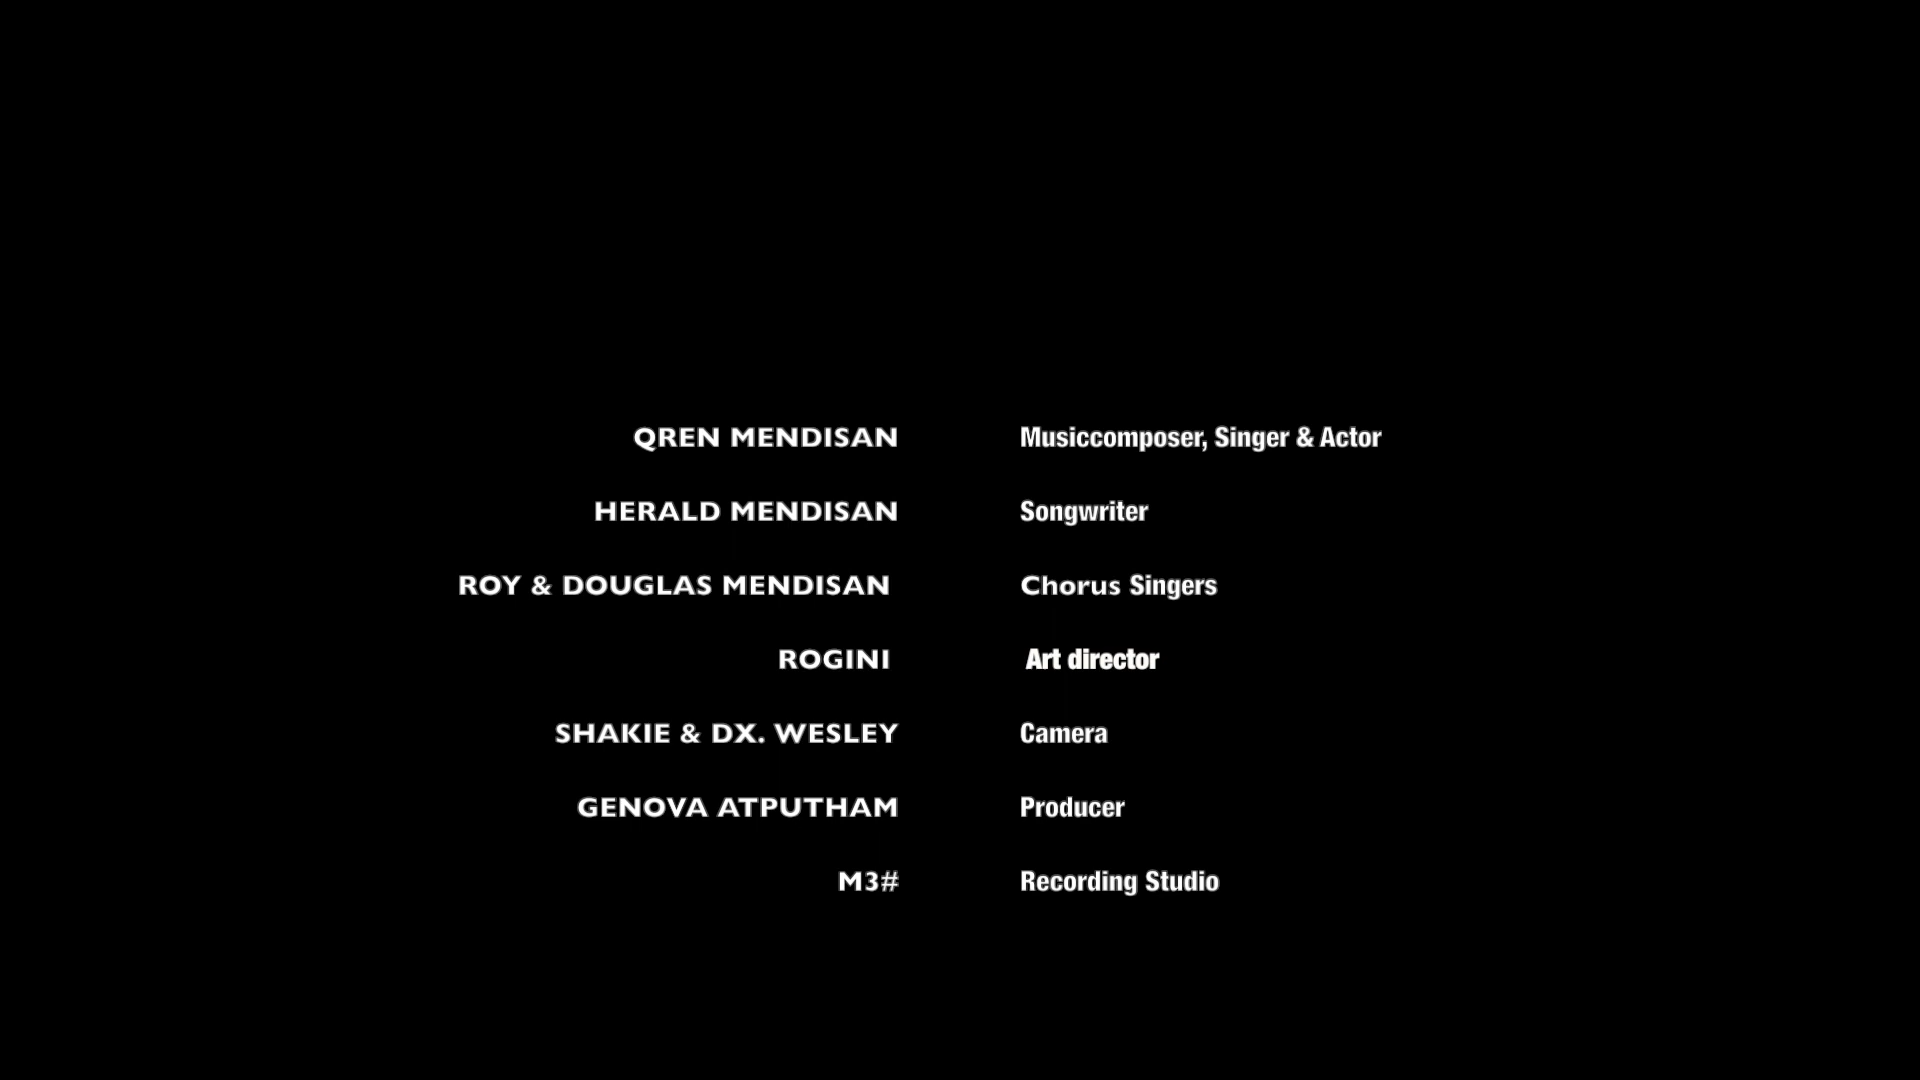 QREN MENDISAN Musiccomposer, Singer & Actor
HERALD MENDISAN Songwriter
ROY & DOUGLAS MENDISAN Chorus Singers
ROGINI Art director
SHAKIE & DX. WESLEY Camera
GENOVA ATPUTHAM Producer
M3# Recording Studio